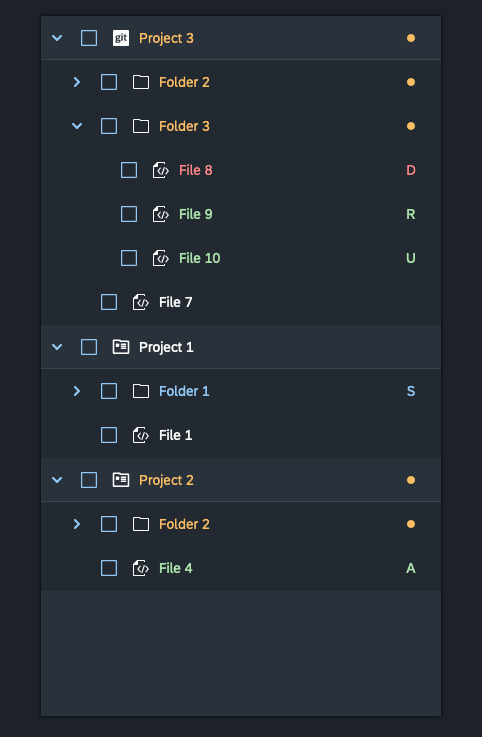 git Project 3
Folder 2
Folder 3
File 8 D
File 9 R
File 10 U
File 7
Project 1
Folder 1 S
File 1
Project 2
Folder 2
File 4 A